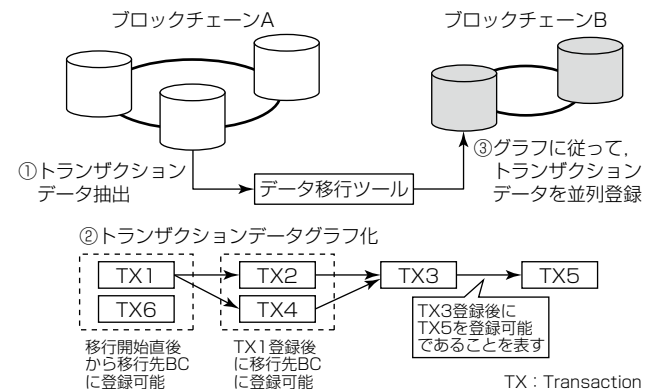 ブロックチェーンA
ブロックチェーンB
①トランザクション
データ抽出
データ移行ツール
③グラフに従って，
トランザクション
データを並列登録
②トランザクションデータグラフ化
TX1
TX2
TX3
TX5
TX6
TX4
TX3登録後に
TX5を登録可能
であることを表す
移行開始直後
から移行先BC
に登録可能
TX1登録後
に移行先BC
に登録可能
TX：Transaction